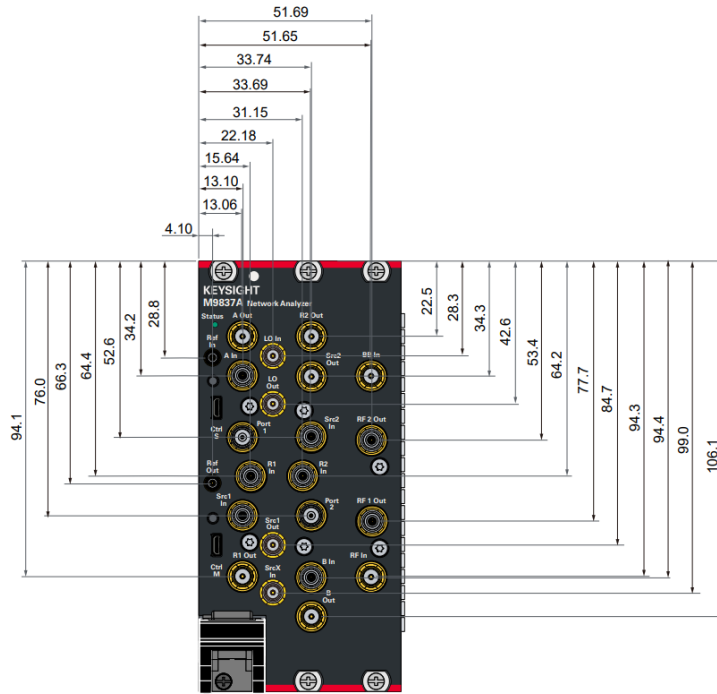 51.69
51.65
33.74
33.69
31.15
22.18
15.64
13.10
13.06
4.10
94.1
76.0
66.3
64.4
52.6
34.2
28.8
22.5
28.3
34.3
42.6
53.4
64.2
77.7
84.7
94.3
94.4
99.0
106.1
KEYSIGHT
M9837A Network Analyzer
Status
A Out
R2 Out
Ref
In
LO In
A In
Src2
Out
BB In
LO
Out
Ctrl
S
Port
1
Src2
In
RF 2 Out
Ref
Out
R1
In
R2
In
Src1
In
Port
2
RF 1 Out
Src1
Out
Ctrl
M
R1 Out
SrcX
In
B In
RF In
B
Out